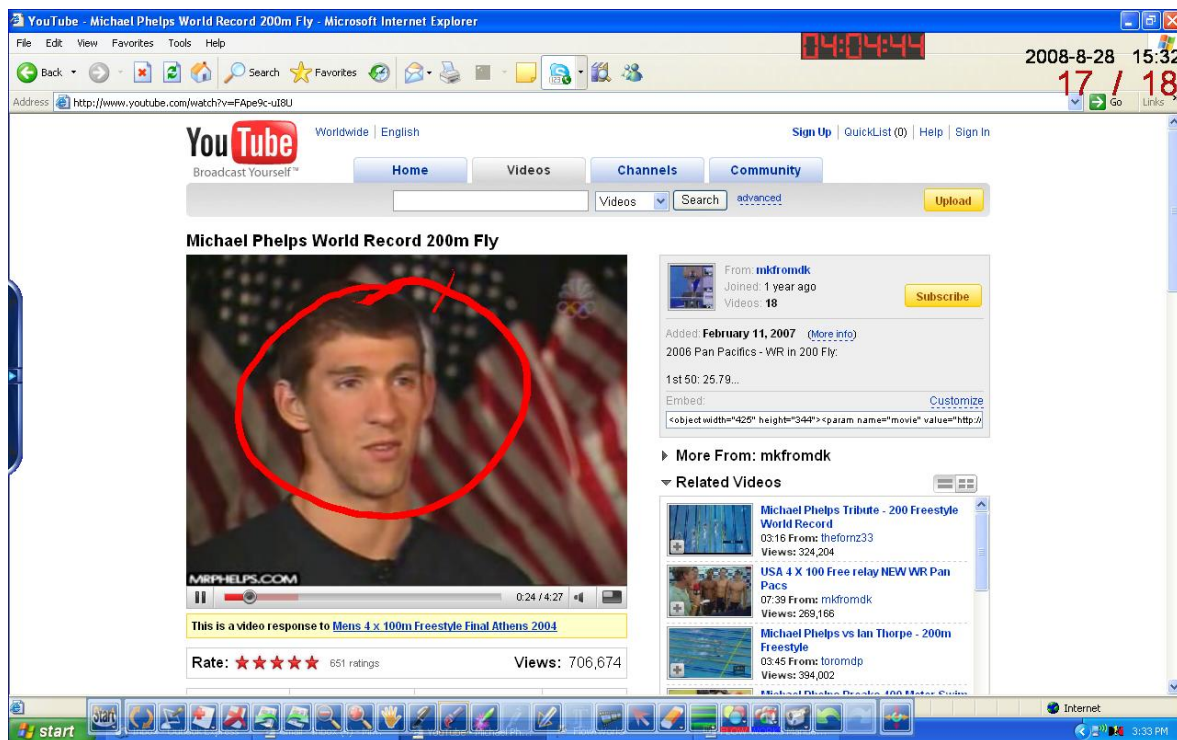 YouTube - Michael Phelps World Record 200m Fly - Microsoft Internet Explorer
File Edit View Favorites Tools Help
04:04:44
2008-8-28 15:32
Back Search Favorites
17 / 18
Address http://www.youtube.com/watch?v=FApe9c-uI8U Go Links
YouTube
Broadcast Yourself™
Worldwide | English
Sign Up | QuickList (0) | Help | Sign In
Home Videos Channels Community
Videos Search advanced Upload
Michael Phelps World Record 200m Fly
MRPHELPS.COM
0:24 / 4:27
This is a video response to Mens 4 x 100m Freestyle Final Athens 2004
Rate: 651 ratings Views: 706,674
From: mkfromdk
Joined: 1 year ago
Videos: 18
Subscribe
Added: February 11, 2007 (More info)
2006 Pan Pacifics - WR in 200 Fly:
1st 50: 25.79...
Embed: Customize
<object width="425" height="344"><param name="movie" value="http:/
More From: mkfromdk
Related Videos
Michael Phelps Tribute - 200 Freestyle
World Record
03:16 From: thefornz33
Views: 324,204
USA 4 X 100 Free relay NEW WR Pan
Pacs
07:39 From: mkfromdk
Views: 269,166
Michael Phelps vs Ian Thorpe - 200m
Freestyle
03:45 From: toromdp
Views: 394,002
Michael Phelps Breaks 400 Meter Swim
Internet
start Start
3:33 PM